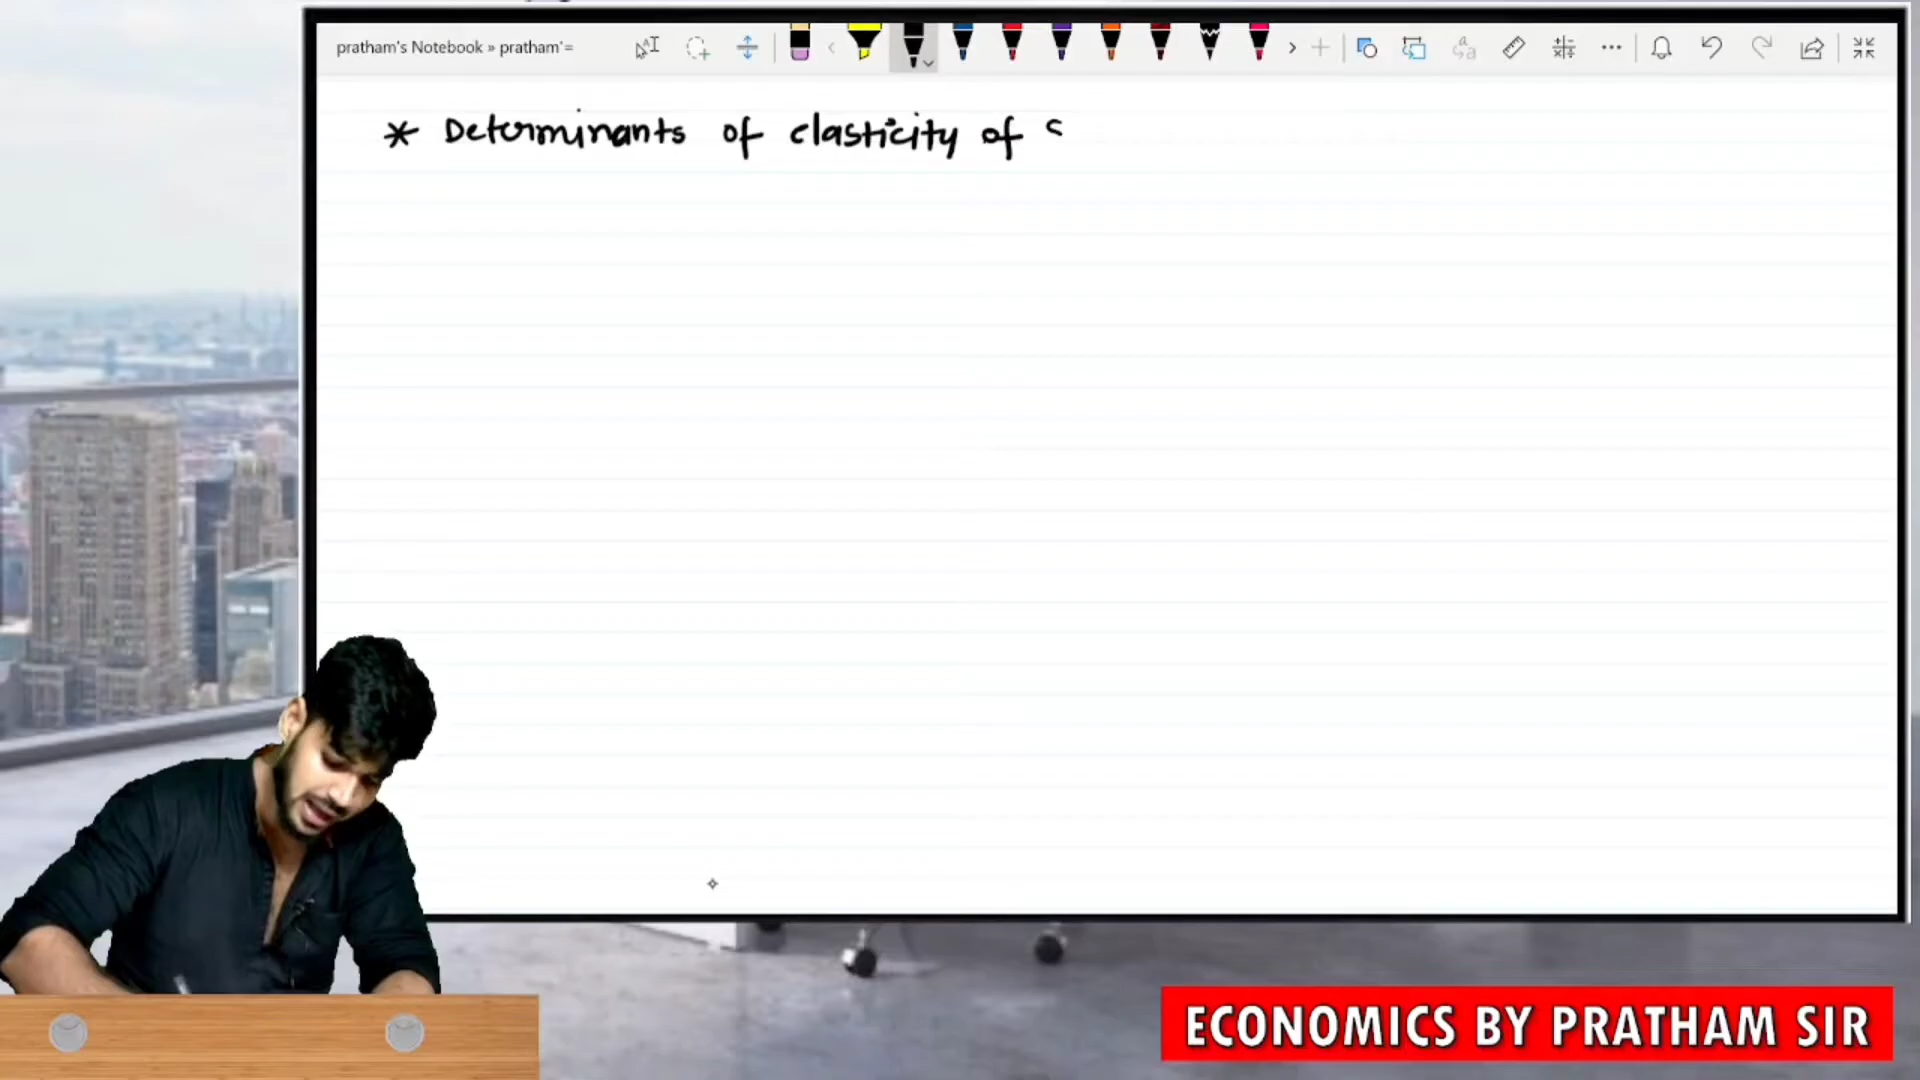 pratham's Notebook » pratham'=
* Determinants of elasticity of S
ECONOMICS BY PRATHAM SIR